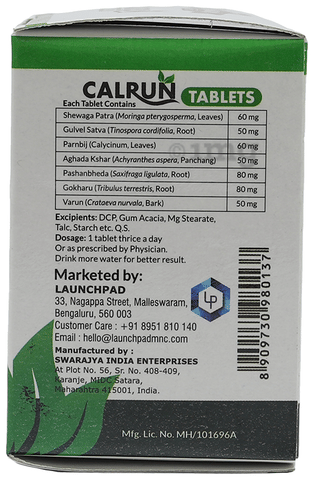 CALRUN TABLETS
Each Tablet Contains
Shewaga Patra (Moringa pterygosperma, Leaves) 60 mg
Gulvel Satva (Tinospora cordifolia, Root) 50 mg
Parnbij (Calycinum, Leaves) 60 mg
Aghada Kshar (Achyranthes aspera, Panchang) 50 mg
Pashanbheda (Saxifraga ligulata, Root) 80 mg
Gokharu (Tribulus terrestris, Root) 80 mg
Varun (Crataeva nurvala, Bark) 50 mg
Excipients: DCP, Gum Acacia, Mg Stearate,
Talc, Starch etc. Q.S.
Dosage: 1 tablet thrice a day
Or as prescribed by Physician.
Drink more water for better result.
Marketed by:
LAUNCHPAD
33, Nagappa Street, Malleswaram,
Bengaluru, 560 003
Customer Care : +91 8951 810 140
Email : hello@launchpadmnc.com
LP
8909730980137
Manufactured by :
SWARAJYA INDIA ENTERPRISES
At Plot No. 56, Sr. No. 408-409,
Karanje, MIDC Satara,
Maharashtra 415001, India.
Mfg. Lic. No. MH/101696A